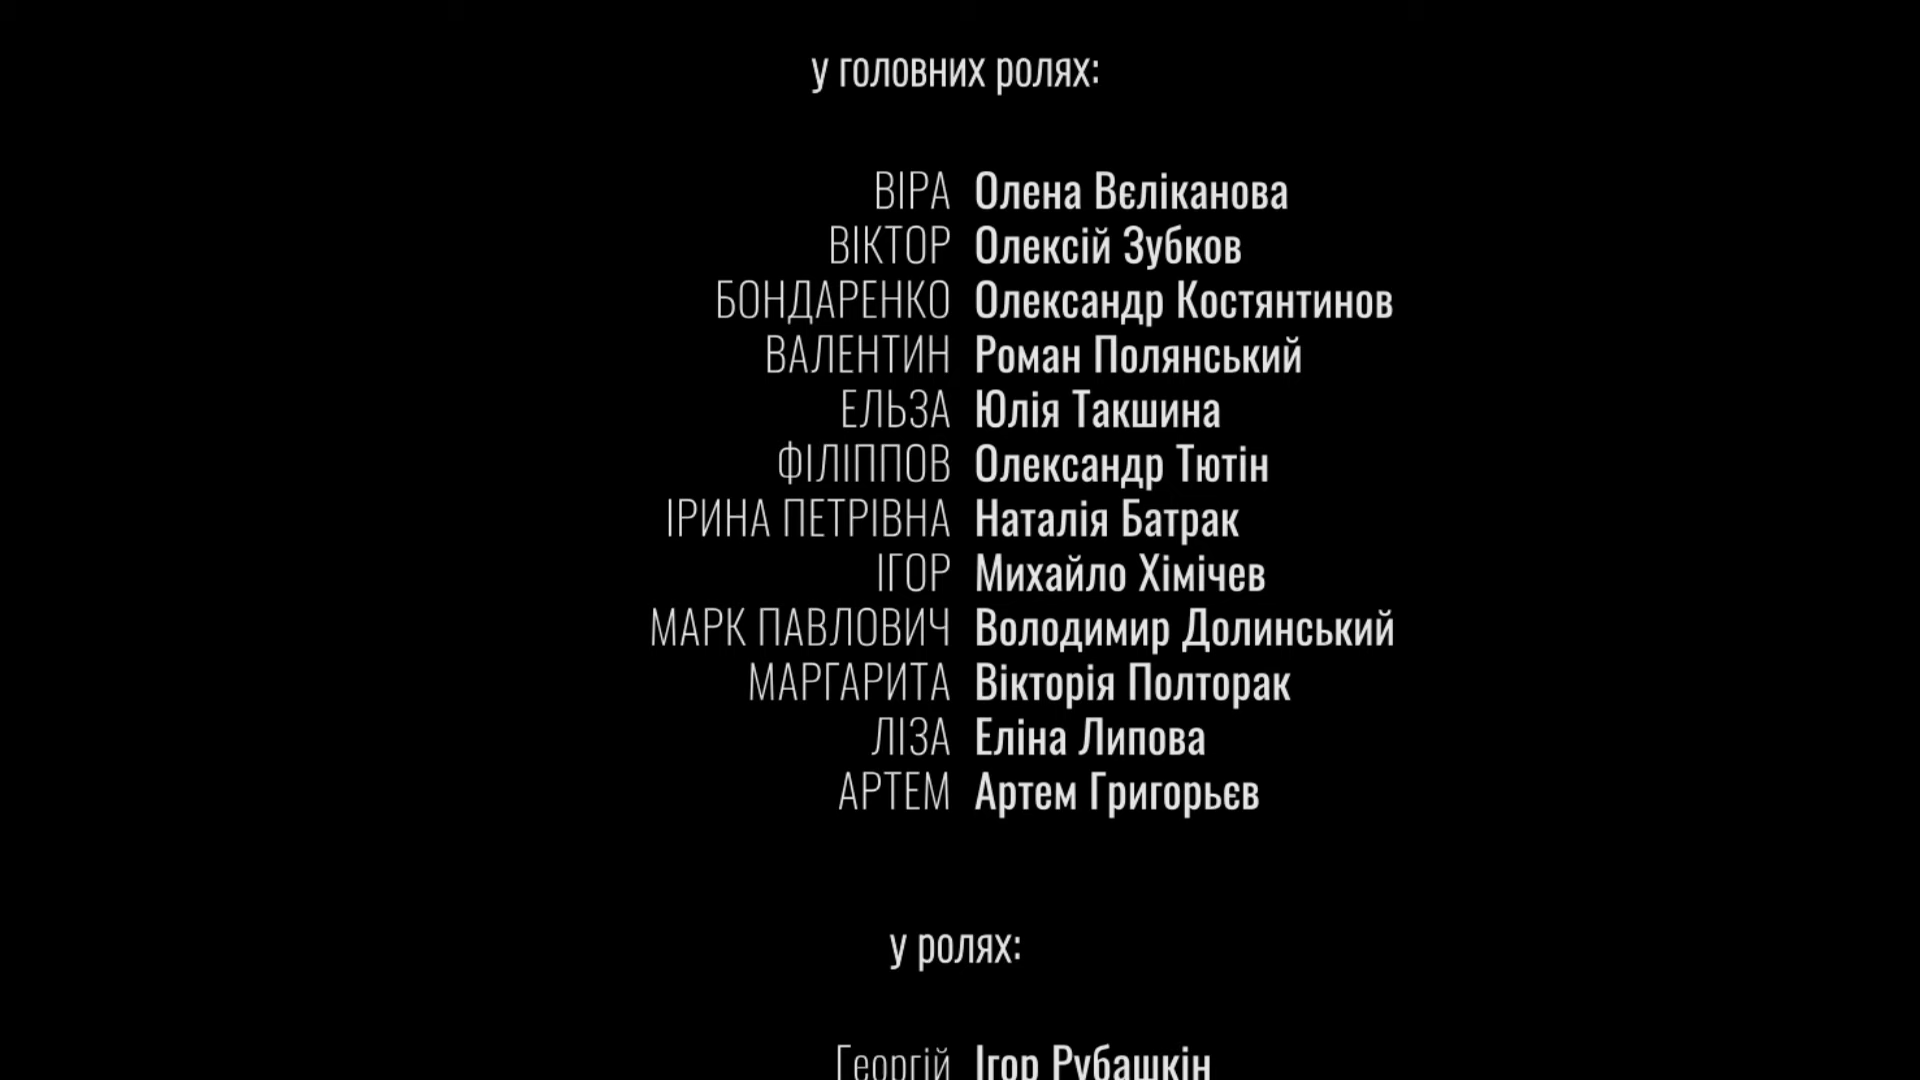 у головних ролях:
ВІРА Олена Вєліканова
ВІКТОР Олексій Зубков
БОНДАРЕНКО Олександр Костянтинов
ВАЛЕНТИН Роман Полянський
ЕЛЬЗА Юлія Такшина
ФІЛІППОВ Олександр Тютін
ІРИНА ПЕТРІВНА Наталія Батрак
ІГОР Михайло Хімічев
МАРК ПАВЛОВИЧ Володимир Долинський
МАРГАРИТА Вікторія Полторак
ЛІЗА Еліна Липова
АРТЕМ Артем Григорьєв
у ролях:
Георгій Ігор Рубашкін